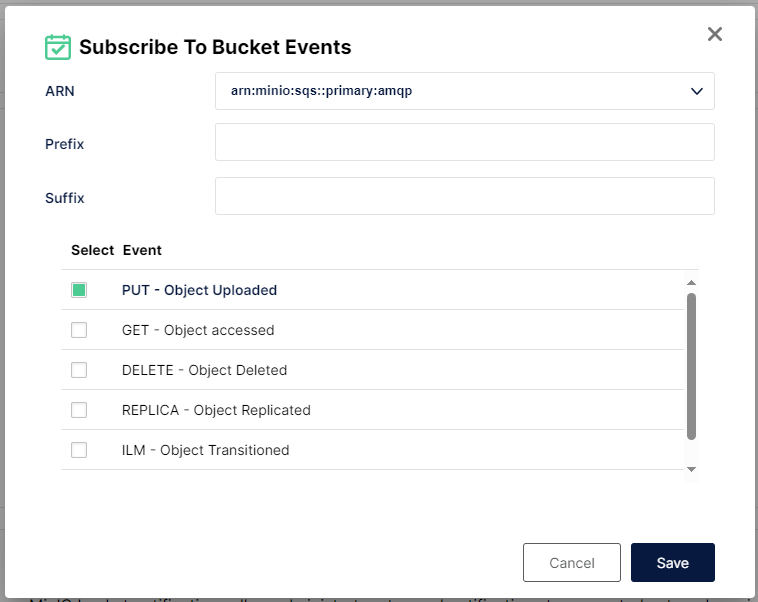 Subscribe To Bucket Events
ARN
arn:minio:sqs::primary:amqp
Prefix
Suffix
Select Event
PUT - Object Uploaded
GET - Object accessed
DELETE - Object Deleted
REPLICA - Object Replicated
ILM - Object Transitioned
Cancel
Save